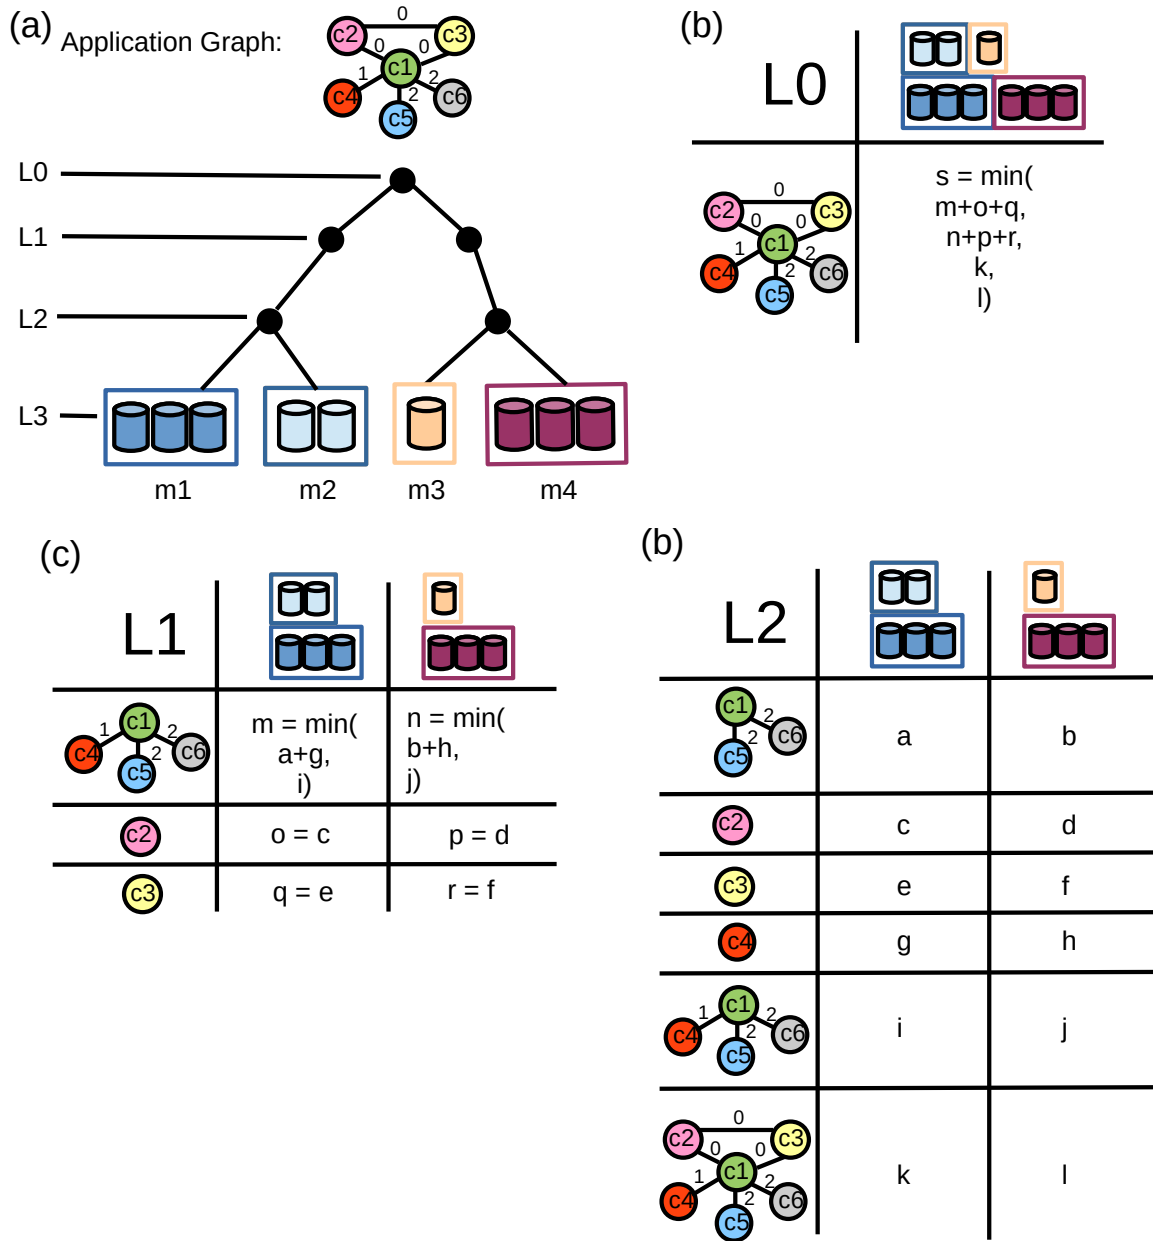 (a)
Application Graph:
0
c2
c3
0
0
c1
1
2
2
c4
c5
c6
L0
L1
L2
L3
m1
m2
m3
m4
(b)
L0
0
c2
c3
0
0
c1
1
2
2
c4
c5
c6
s = min(
m+o+q,
n+p+r,
k,
l)
(c)
L1
c1
1
2
2
c4
c5
c6
m = min(
a+g,
i)
n = min(
b+h,
j)
c2
o = c
p = d
c3
q = e
r = f
(b)
L2
c1
2
2
c5
c6
a
b
c2
c
d
c3
e
f
c4
g
h
c1
1
2
2
c4
c5
c6
i
j
0
c2
c3
0
0
c1
1
2
2
c4
c5
c6
k
l